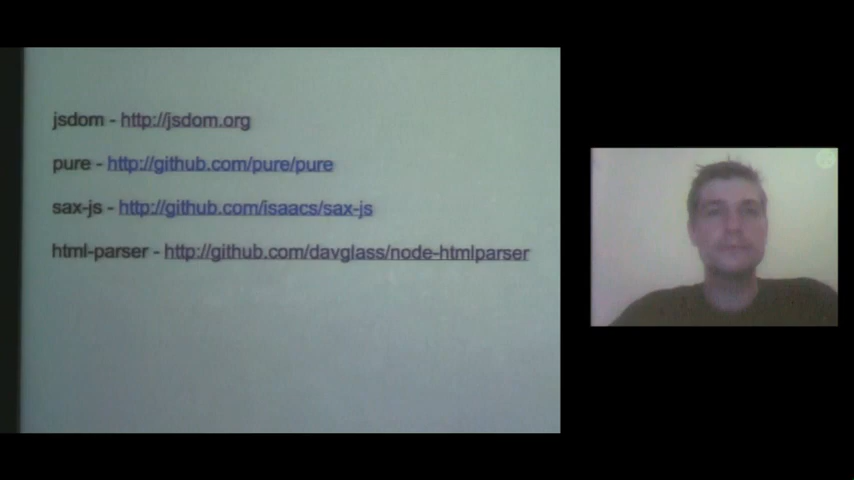 jsdom - http://jsdom.org
pure - http://github.com/pure/pure
sax-js - http://github.com/isaacs/sax-js
html-parser - http://github.com/davglass/node-htmlparser